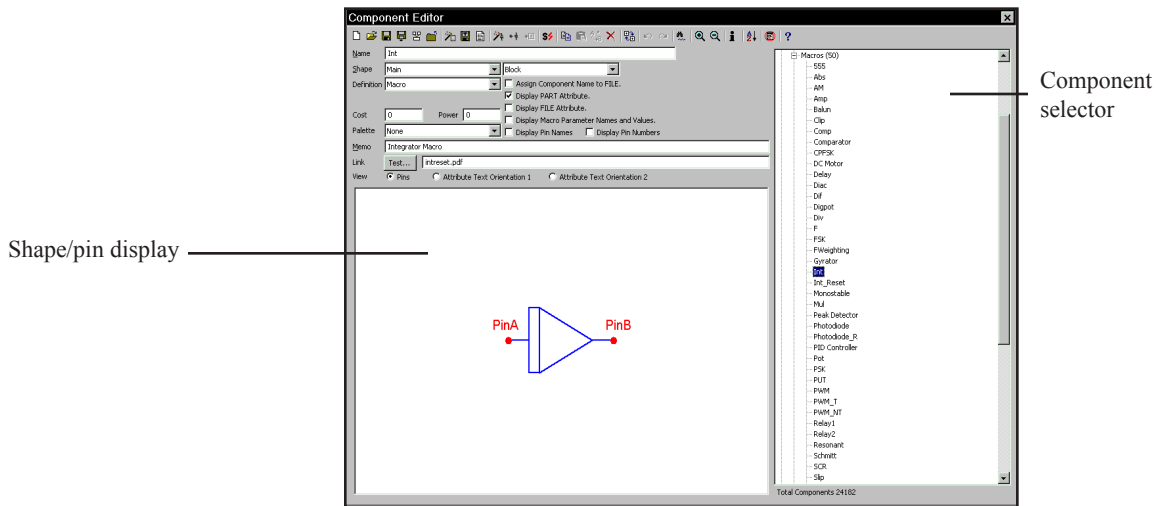 Component Editor
Name Int
Shape Main Block
Definition Macro Assign Component Name to FILE.
Display PART Attribute.
Display FILE Attribute.
Cost 0 Power 0 Display Macro Parameter Names and Values.
Palette None Display Pin Names Display Pin Numbers
Memo Integrator Macro
Link Test... intreset.pdf
View Pins Attribute Text Orientation 1 Attribute Text Orientation 2
Shape/pin display
PinA PinB
Macros (50)
555
Abs
AM
Amp
Balun
Clip
Comp
Comparator
CPFSK
DC Motor
Delay
Diac
Dif
Digpot
Div
F
FSK
FWeighting
Gyrator
Int
Int_Reset
Monostable
Mul
Peak Detector
Photodiode
Photodiode_R
PID Controller
Pot
PSK
PUT
PWM
PWM_T
PWM_NT
Relay1
Relay2
Resonant
Schmitt
SCR
Slip
Total Components 24182
Component
selector